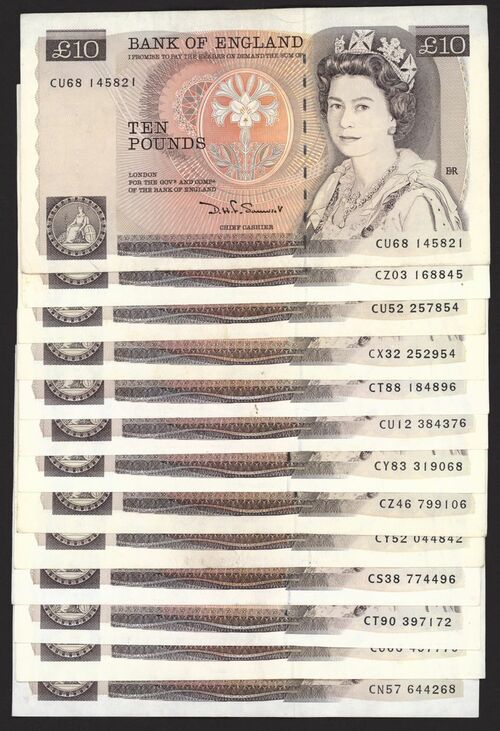 £10
BANK OF ENGLAND
£10
I PROMISE TO PAY THE BEARER ON DEMAND THE SUM OF
CU68 145821
TEN
POUNDS
LONDON
FOR THE GOVR AND COMPA
OF THE BANK OF ENGLAND
CHIEF CASHIER
CU68 145821
CZ03 168845
CU52 257854
CX32 252954
CT88 184896
CU12 384376
CY83 319068
CZ46 799106
CY52 044842
CS38 774496
CT90 397172
CN57 644268